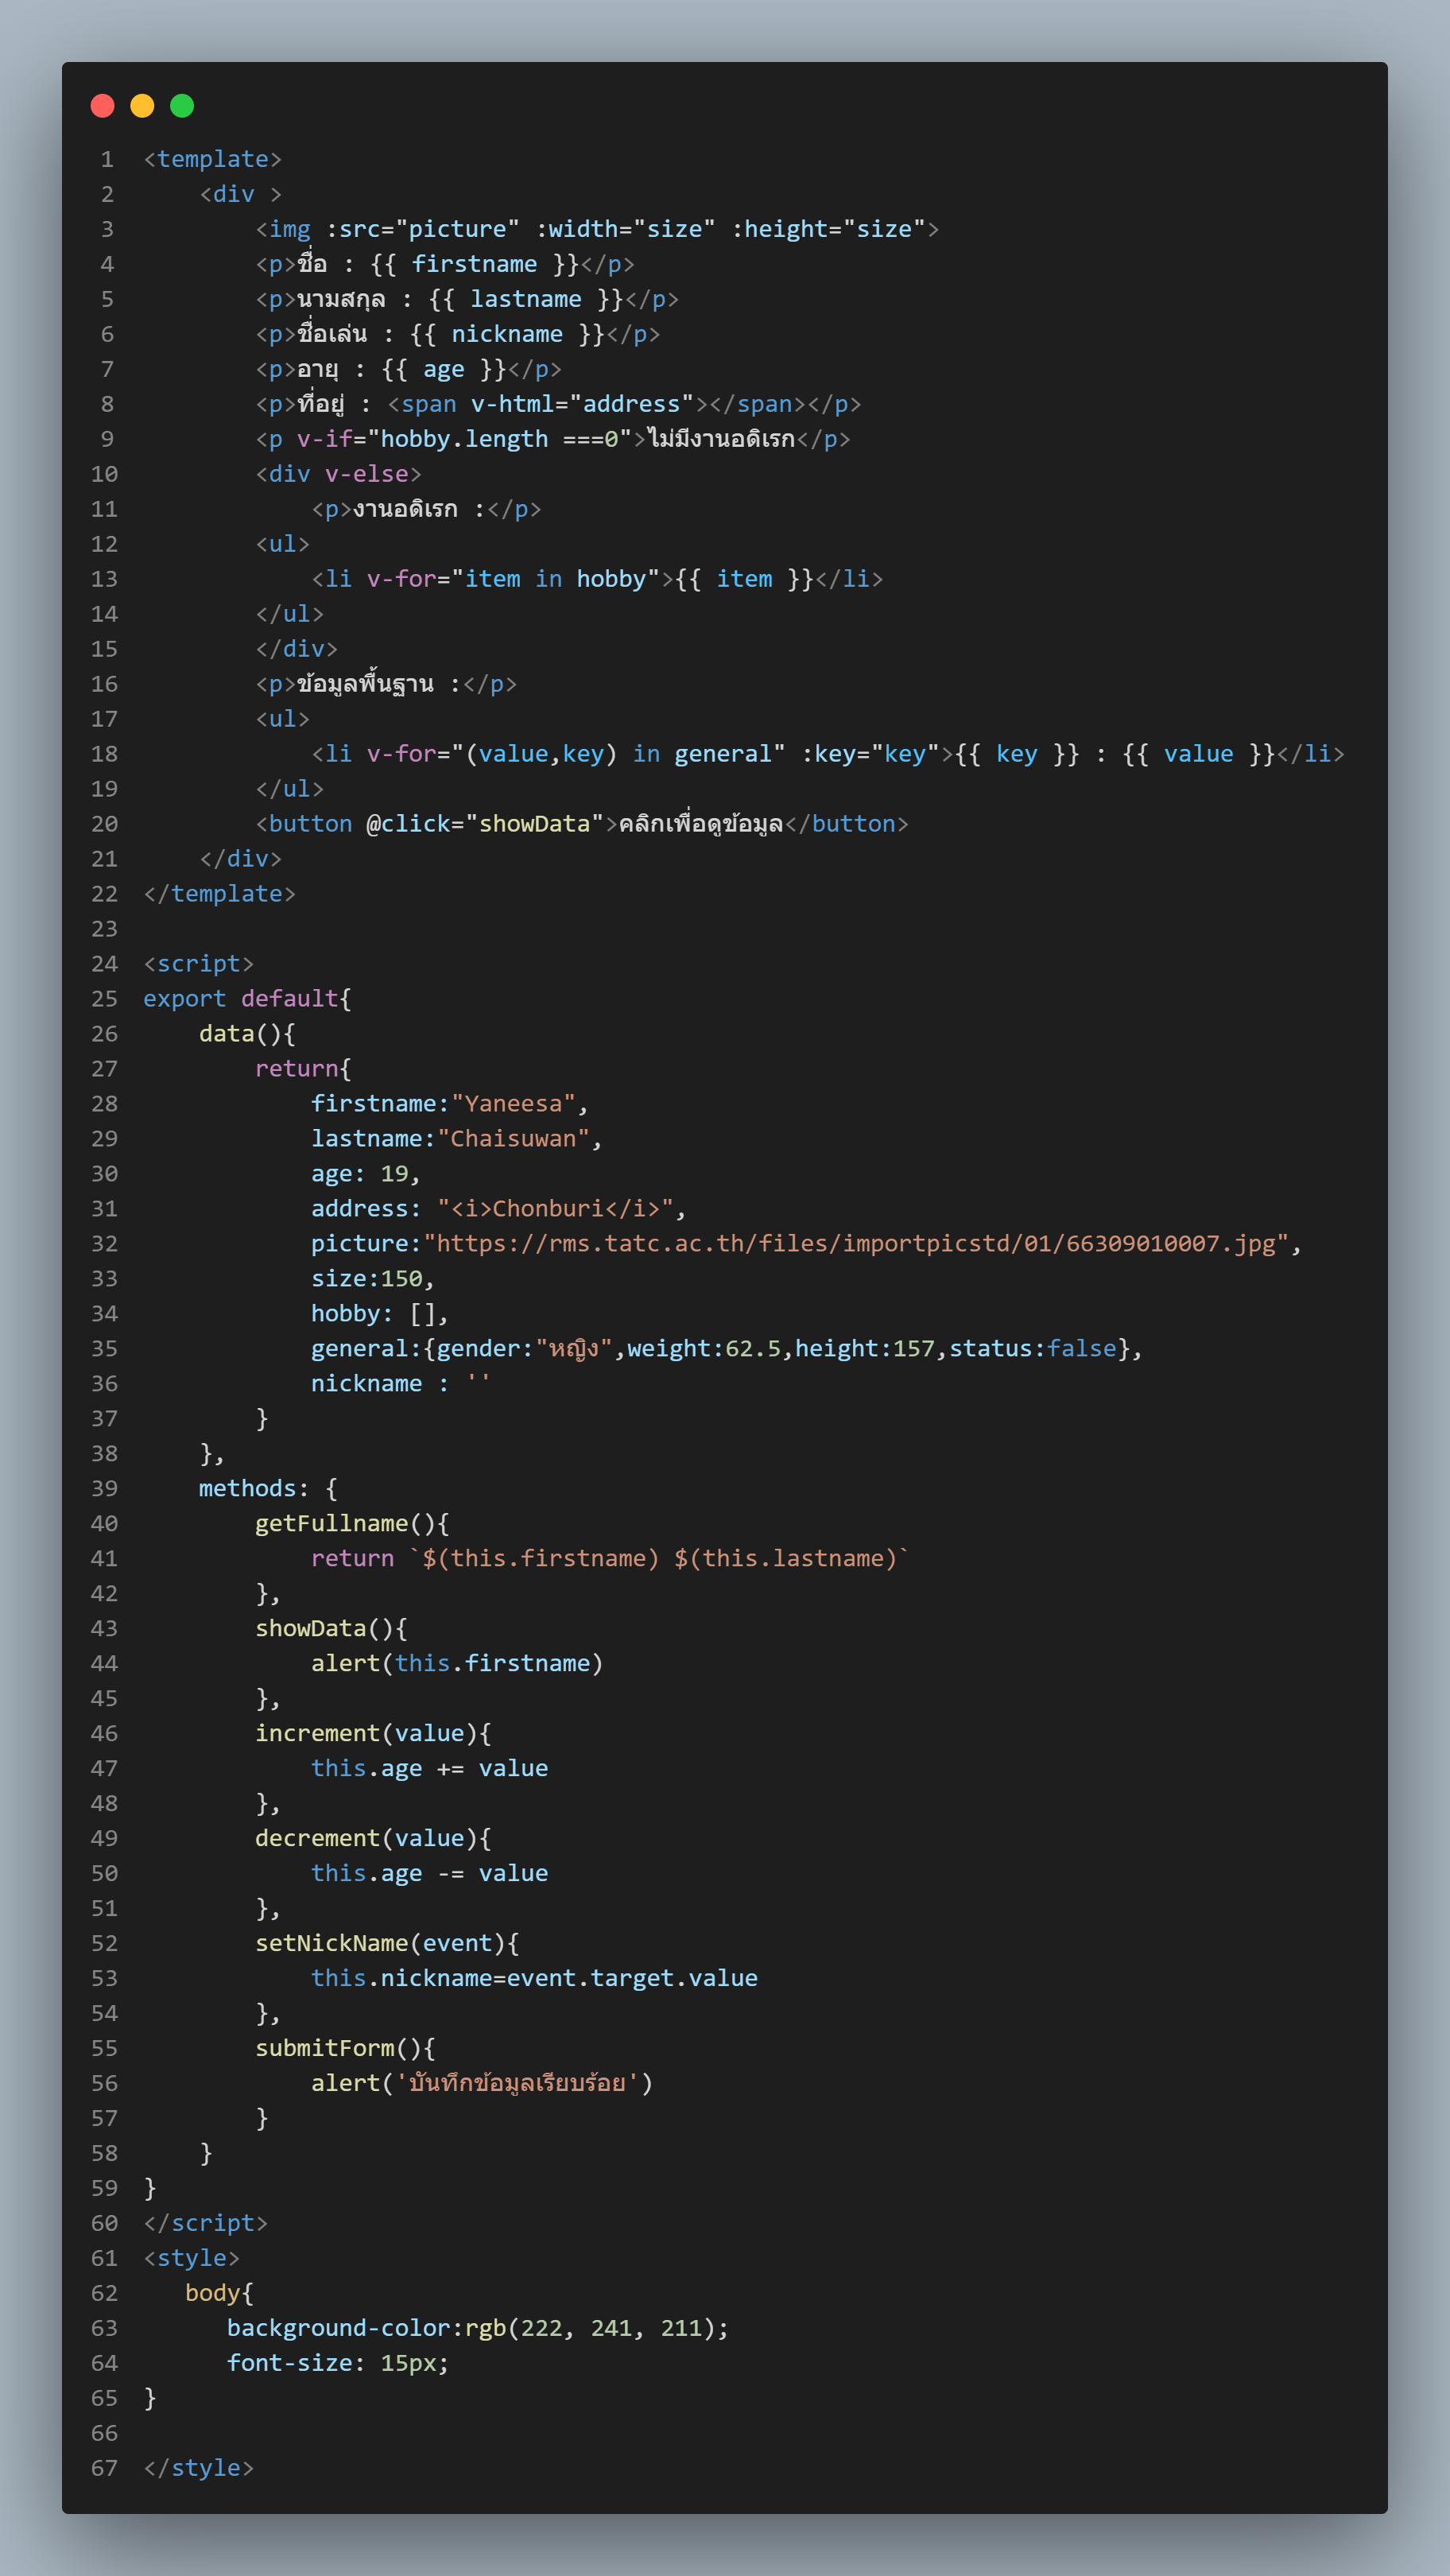 1 <template>
2     <div >
3         <img :src="picture" :width="size" :height="size">
4         <p>ชื่อ : {{ firstname }}</p>
5         <p>นามสกุล : {{ lastname }}</p>
6         <p>ชื่อเล่น : {{ nickname }}</p>
7         <p>อายุ : {{ age }}</p>
8         <p>ที่อยู่ : <span v-html="address"></span></p>
9         <p v-if="hobby.length ===0">ไม่มีงานอดิเรก</p>
10         <div v-else>
11             <p>งานอดิเรก :</p>
12         <ul>
13             <li v-for="item in hobby">{{ item }}</li>
14         </ul>
15         </div>
16         <p>ข้อมูลพื้นฐาน :</p>
17         <ul>
18             <li v-for="(value,key) in general" :key="key">{{ key }} : {{ value }}</li>
19         </ul>
20         <button @click="showData">คลิกเพื่อดูข้อมูล</button>
21     </div>
22 </template>
23
24 <script>
25 export default{
26     data(){
27         return{
28             firstname:"Yaneesa",
29             lastname:"Chaisuwan",
30             age: 19,
31             address: "<i>Chonburi</i>",
32             picture:"https://rms.tatc.ac.th/files/importpicstd/01/66309010007.jpg",
33             size:150,
34             hobby: [],
35             general:{gender:"หญิง",weight:62.5,height:157,status:false},
36             nickname : ''
37         }
38     },
39     methods: {
40         getFullname(){
41             return `$(this.firstname) $(this.lastname)`
42         },
43         showData(){
44             alert(this.firstname)
45         },
46         increment(value){
47             this.age += value
48         },
49         decrement(value){
50             this.age -= value
51         },
52         setNickName(event){
53             this.nickname=event.target.value
54         },
55         submitForm(){
56             alert('บันทึกข้อมูลเรียบร้อย')
57         }
58     }
59 }
60 </script>
61 <style>
62    body{
63       background-color:rgb(222, 241, 211);
64       font-size: 15px;
65 }
66
67 </style>